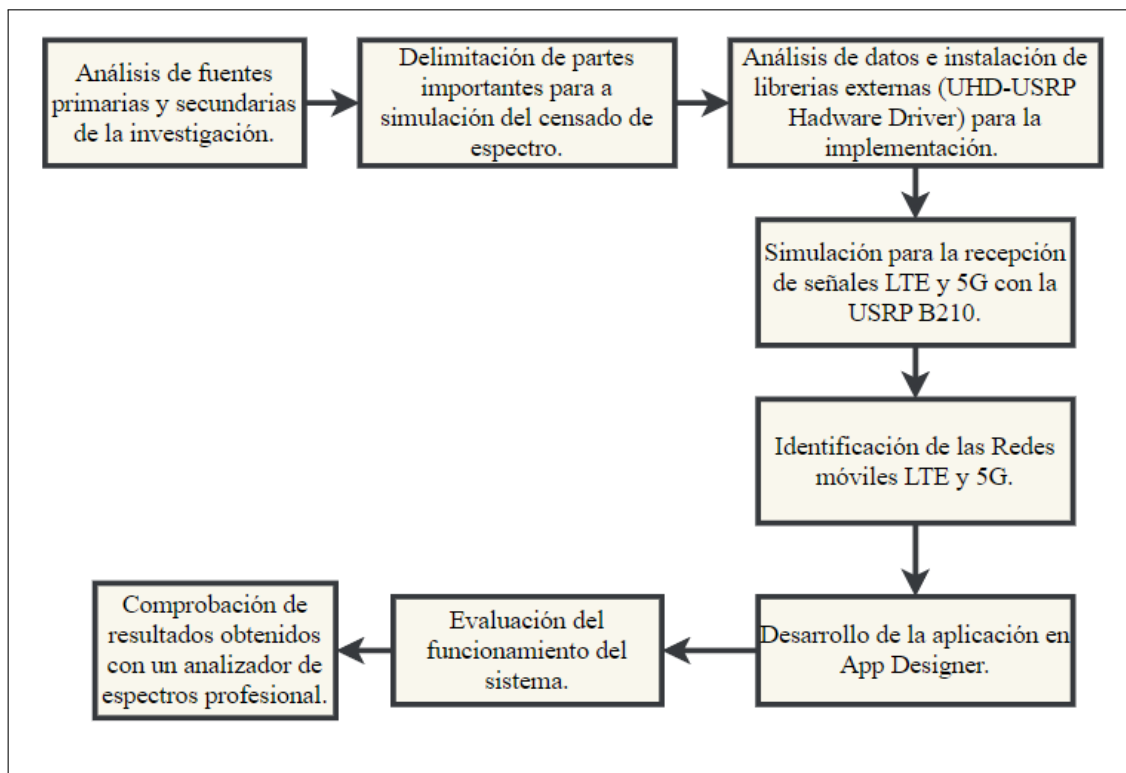 Análisis de fuentes
primarias y secundarias
de la investigación.
Delimitación de partes
importantes para a
simulación del censado de
espectro.
Análisis de datos e instalación de
librerias externas (UHD-USRP
Hadware Driver) para la
implementación.
Simulación para la recepción
de señales LTE y 5G con la
USRP B210.
Identificación de las Redes
móviles LTE y 5G.
Desarrollo de la aplicación en
App Designer.
Evaluación del
funcionamiento del
sistema.
Comprobación de
resultados obtenidos
con un analizador de
espectros profesional.